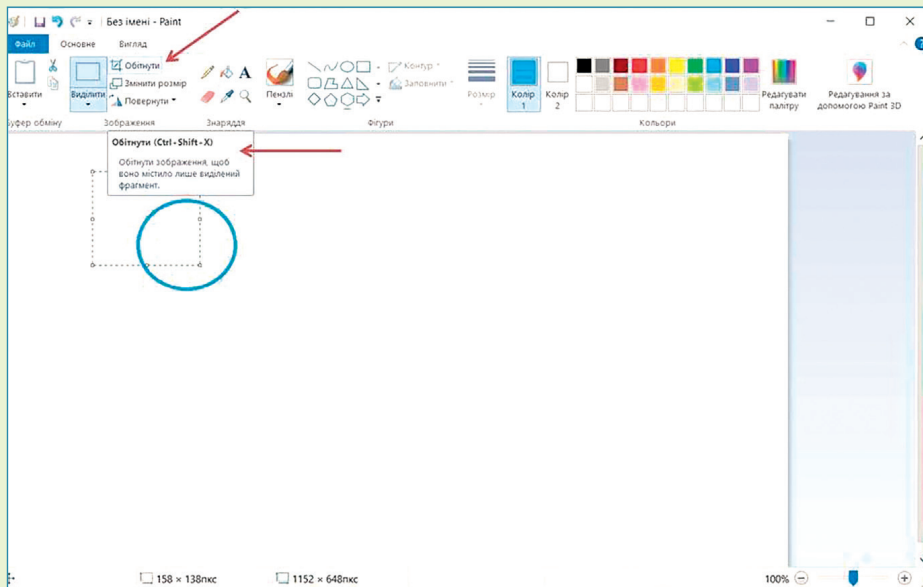 Без імені - Paint
Файл Основне Вигляд
Вставити
Виділити
Обітнути
Змінити розмір
Повернути
A
Пензлі
Контур
Заповнити
Розмір
Колір 1
Колір 2
Редагувати палітру
Редагування за допомогою Paint 3D
Буфер обміну Зображення Знаряддя Фігури Кольори
Обітнути (Ctrl-Shift-X)
Обітнути зображення, щоб
воно містило лише виділений
фрагмент.
158 × 138пкс 1152 × 648пкс 100%